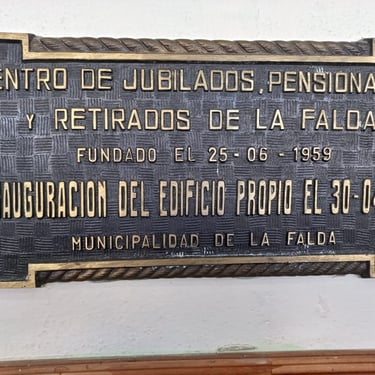 ENTRO DE JUBILADOS, PENSIONA
Y RETIRADOS DE LA FALDA
FUNDADO EL 25-06-1959
AUGURACION DEL EDIFICIO PROPIO EL 30-0
MUNICIPALIDAD DE LA FALDA